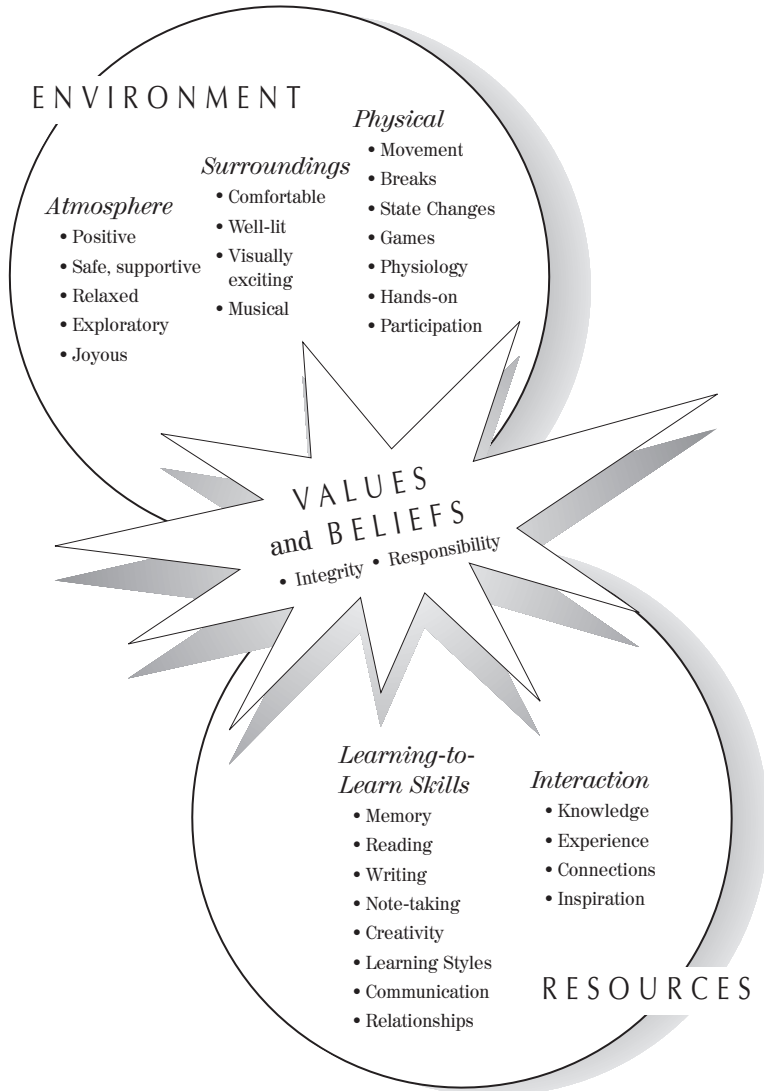 ENVIRONMENT
Atmosphere
• Positive
• Safe, supportive
• Relaxed
• Exploratory
• Joyous
Surroundings
• Comfortable
• Well-lit
• Visually
exciting
• Musical
Physical
• Movement
• Breaks
• State Changes
• Games
• Physiology
• Hands-on
• Participation
VALUES
and BELIEFS
• Integrity • Responsibility
Learning-to-
Learn Skills
• Memory
• Reading
• Writing
• Note-taking
• Creativity
• Learning Styles
• Communication
• Relationships
Interaction
• Knowledge
• Experience
• Connections
• Inspiration
RESOURCES